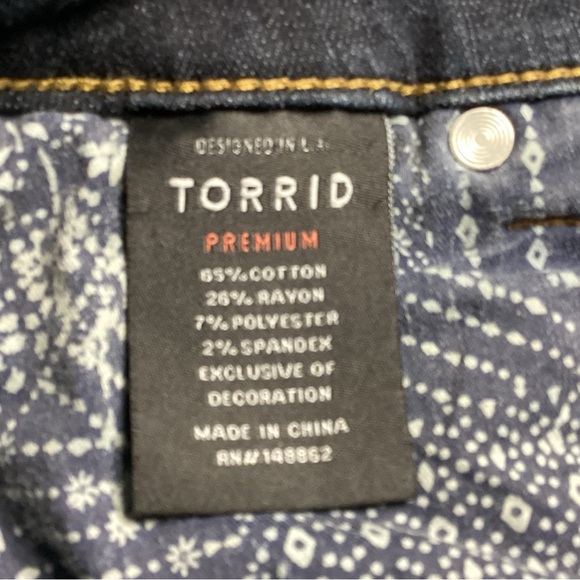 DESIGNED IN L.A.
TORRID
PREMIUM
65% COTTON
26% RAYON
7% POLYESTER
2% SPANDEX
EXCLUSIVE OF
DECORATION
MADE IN CHINA
RN# 148862